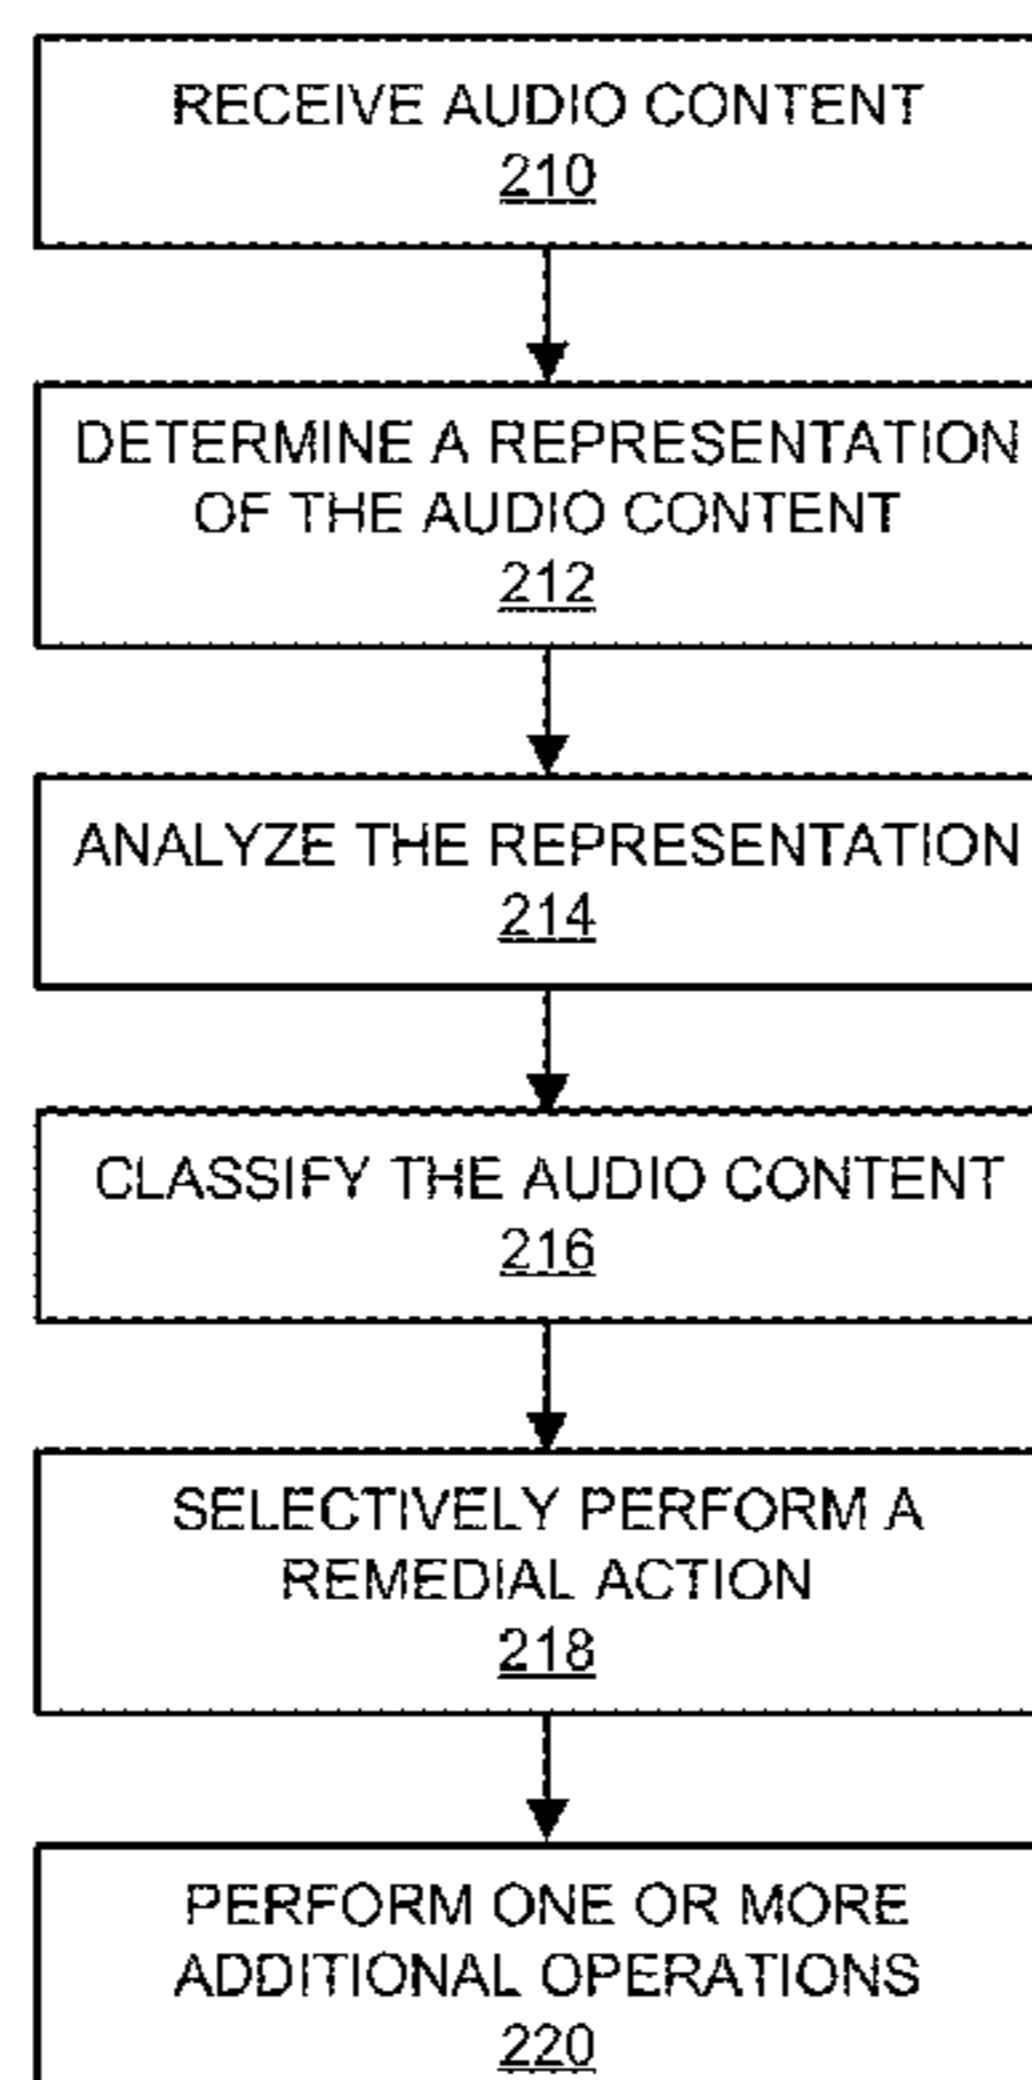 RECEIVE AUDIO CONTENT
210
DETERMINE A REPRESENTATION
OF THE AUDIO CONTENT
212
ANALYZE THE REPRESENTATION
214
CLASSIFY THE AUDIO CONTENT
216
SELECTIVELY PERFORM A
REMEDIAL ACTION
218
PERFORM ONE OR MORE
ADDITIONAL OPERATIONS
220